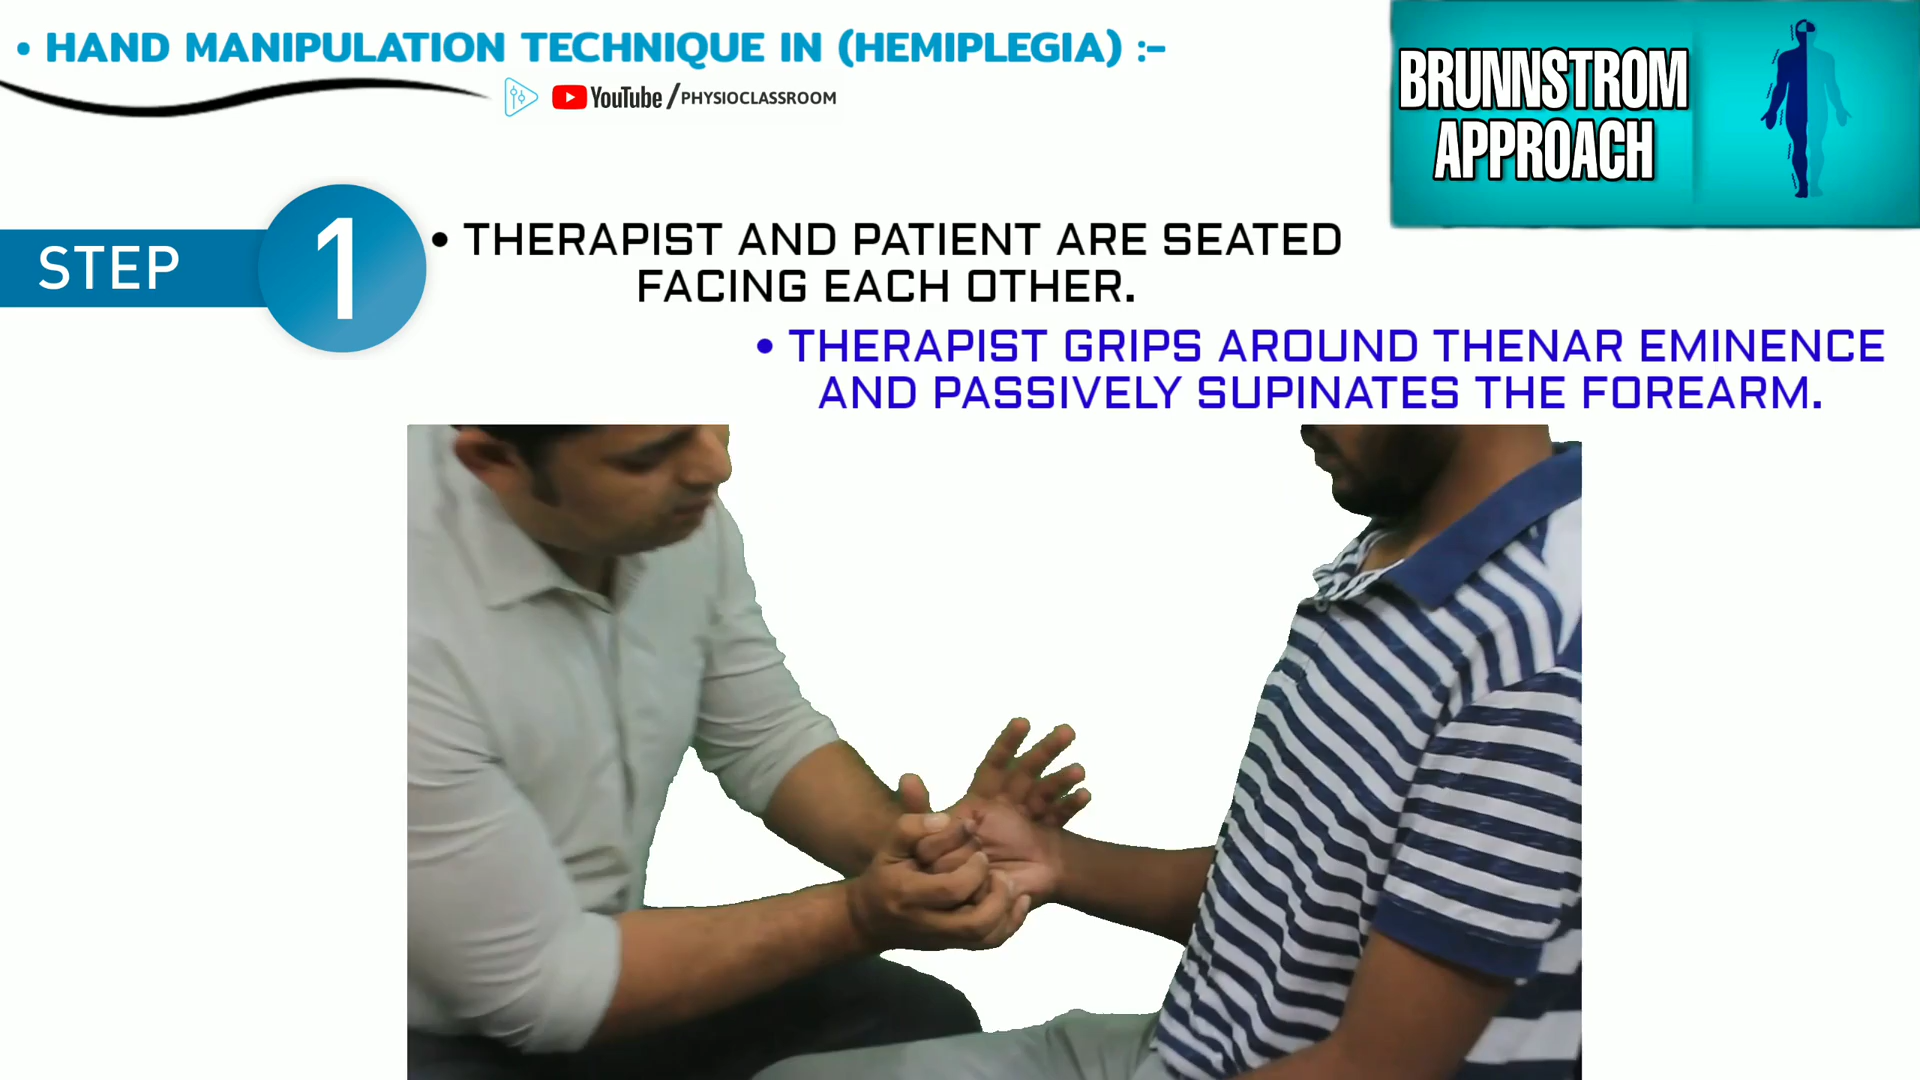 • HAND MANIPULATION TECHNIQUE IN (HEMIPLEGIA) :-
YouTube /PHYSIOCLASSROOM
BRUNNSTROM
APPROACH
STEP 1
• THERAPIST AND PATIENT ARE SEATED
FACING EACH OTHER.
• THERAPIST GRIPS AROUND THENAR EMINENCE
AND PASSIVELY SUPINATES THE FOREARM.